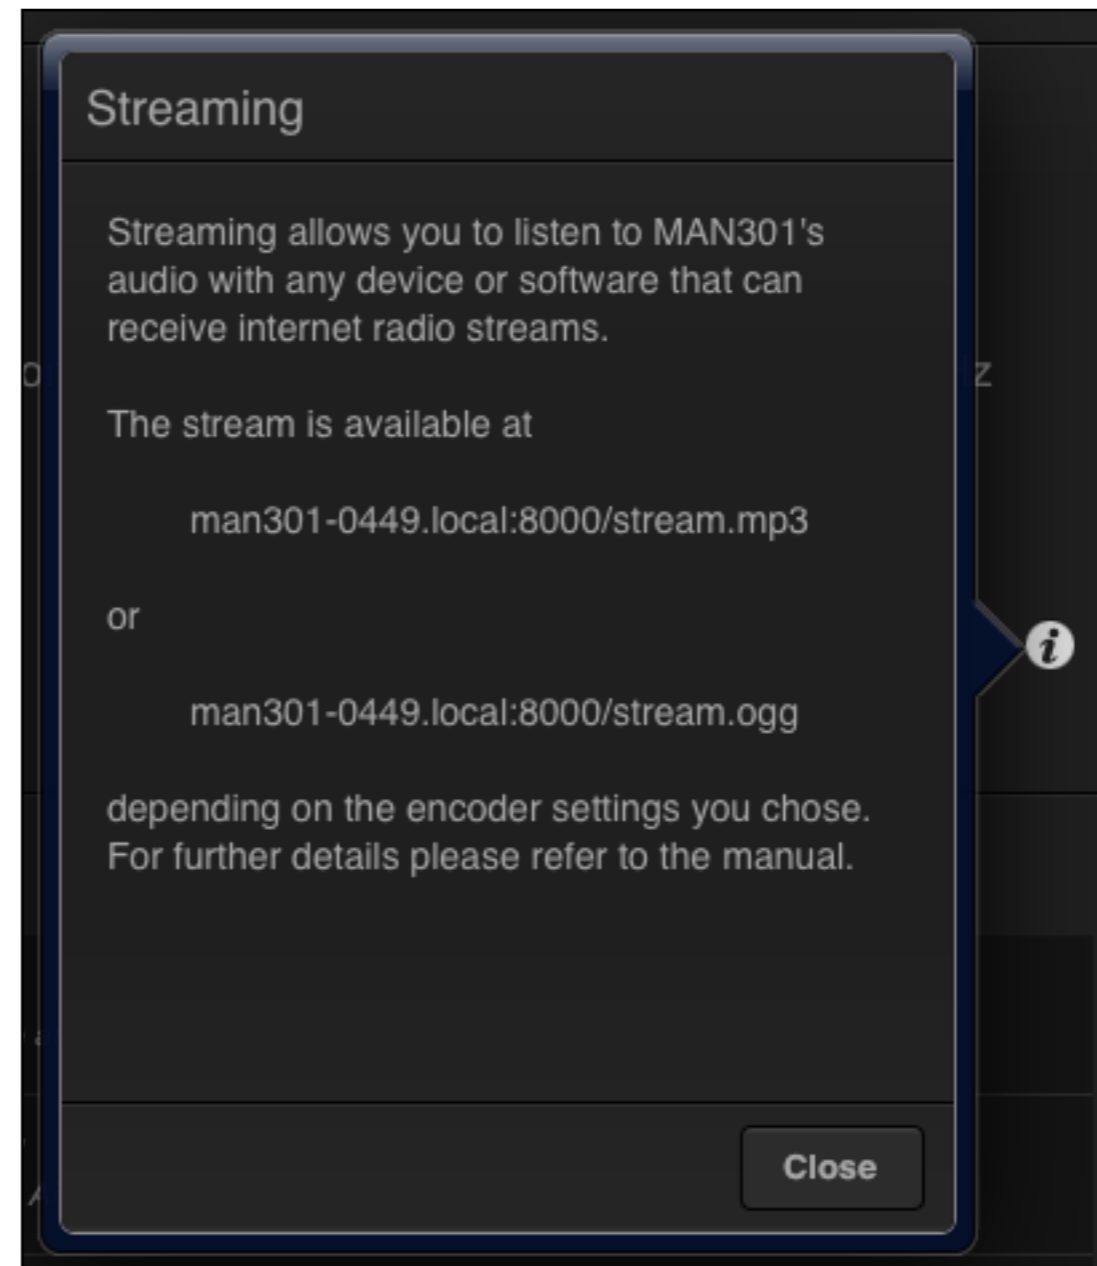 Streaming
Streaming allows you to listen to MAN301's
audio with any device or software that can
receive internet radio streams.
The stream is available at
man301-0449.local:8000/stream.mp3
or
man301-0449.local:8000/stream.ogg
depending on the encoder settings you chose.
For further details please refer to the manual.
Close